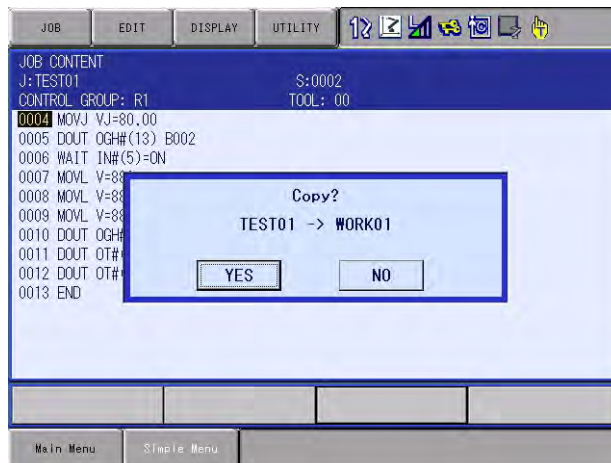 JOB EDIT DISPLAY UTILITY
JOB CONTENT
J:TEST01 S:0002
CONTROL GROUP: R1 TOOL: 00
0004 MOVJ VJ=80.00
0005 DOUT OGH#(13) B002
0006 WAIT IN#(5)=ON
0007 MOVL V=88
0008 MOVL V=88
0009 MOVL V=88
0010 DOUT OGH#
0011 DOUT OT#
0012 DOUT OT#
0013 END
Copy?
TEST01 -> WORK01
YES NO
Main Menu Simple Menu